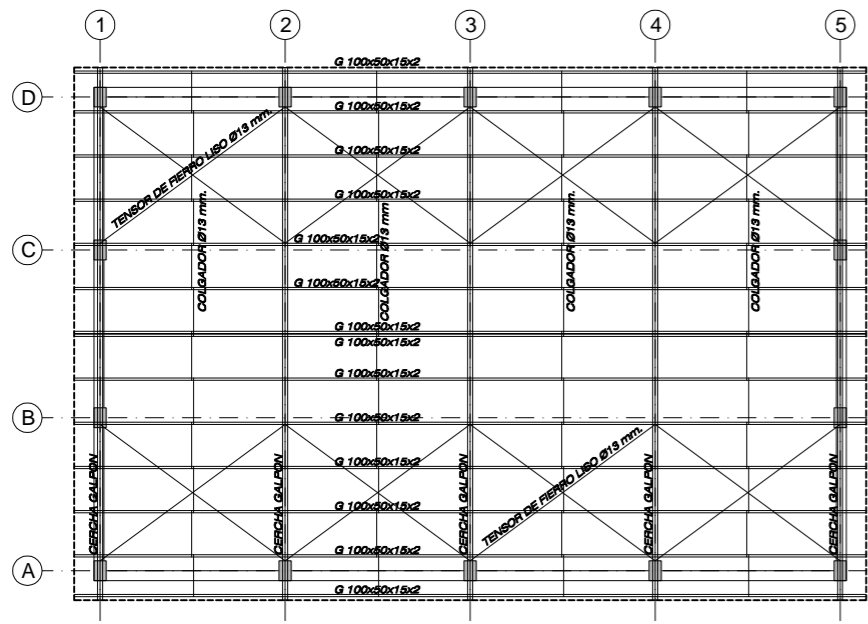 1 2 3 4 5
G 100x50x15x2
D
G 100x50x15x2
TENSOR DE FIERRO LISO Ø13 mm.
G 100x50x15x2
G 100x50x15x2
COLGADOR Ø13 mm.
COLGADOR Ø13 mm.
COLGADOR Ø13 mm.
COLGADOR Ø13 mm.
C
G 100x50x15x2
G 100x50x15x2
G 100x50x15x2
G 100x50x15x2
G 100x50x15x2
B
G 100x50x15x2
TENSOR DE FIERRO LISO Ø13 mm.
G 100x50x15x2
CERCHA GALPON
CERCHA GALPON
CERCHA GALPON
CERCHA GALPON
CERCHA GALPON
G 100x50x15x2
G 100x50x15x2
A
G 100x50x15x2